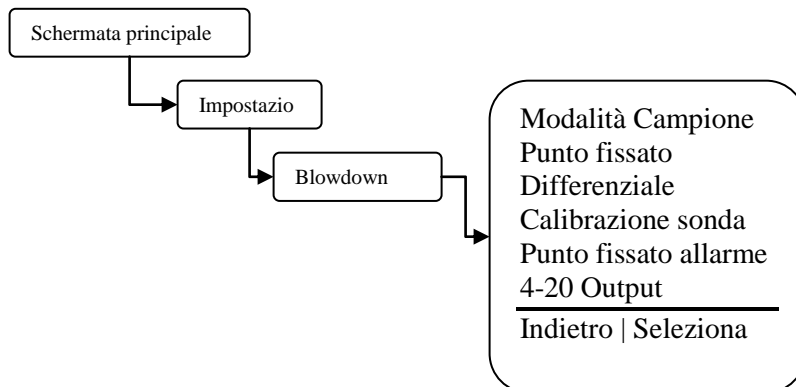 Schermata principale
Impostazio
Blowdown
Modalità Campione
Punto fissato
Differenziale
Calibrazione sonda
Punto fissato allarme
4-20 Output
Indietro | Seleziona